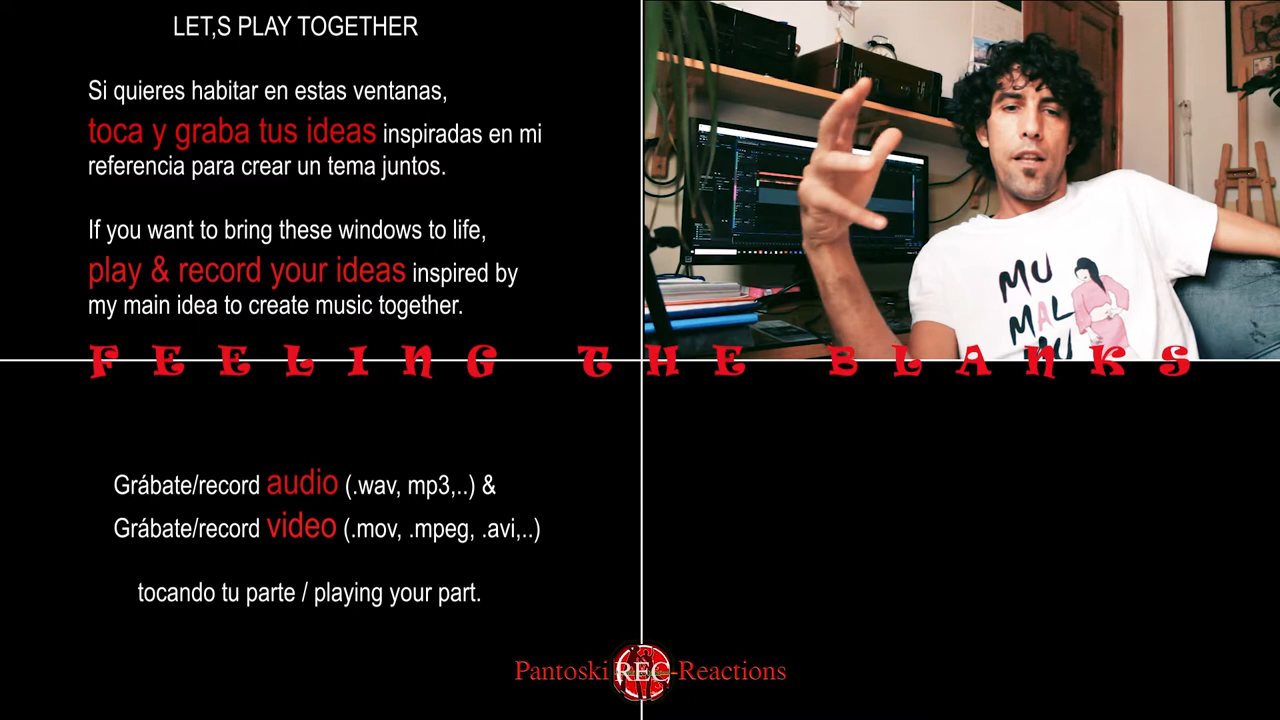 LET,S PLAY TOGETHER
Si quieres habitar en estas ventanas,
toca y graba tus ideas inspiradas en mi
referencia para crear un tema juntos.
If you want to bring these windows to life,
play & record your ideas inspired by
my main idea to create music together.
MU
MAL
MU
FEELING THE BLANKS
Grábate/record audio (.wav, mp3,..) &
Grábate/record video (.mov, .mpeg, .avi,..)
tocando tu parte / playing your part.
Pantoski REC-Reactions